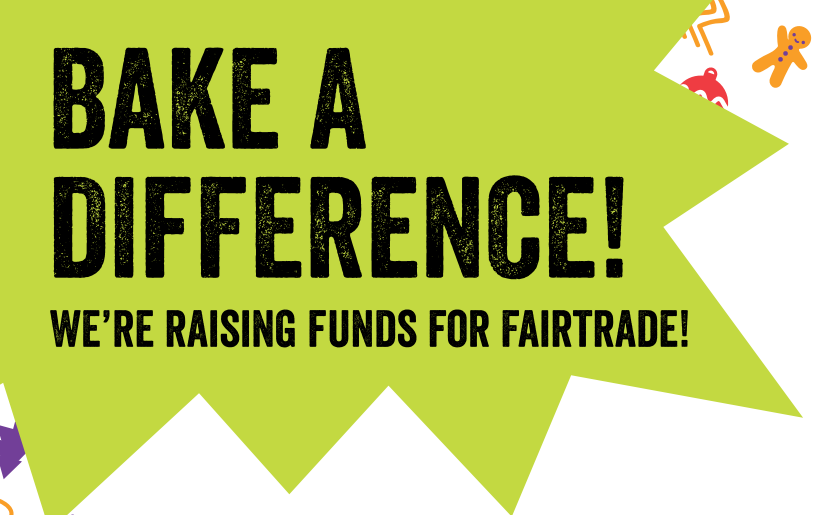 BAKE A
DIFFERENCE!
WE’RE RAISING FUNDS FOR FAIRTRADE!